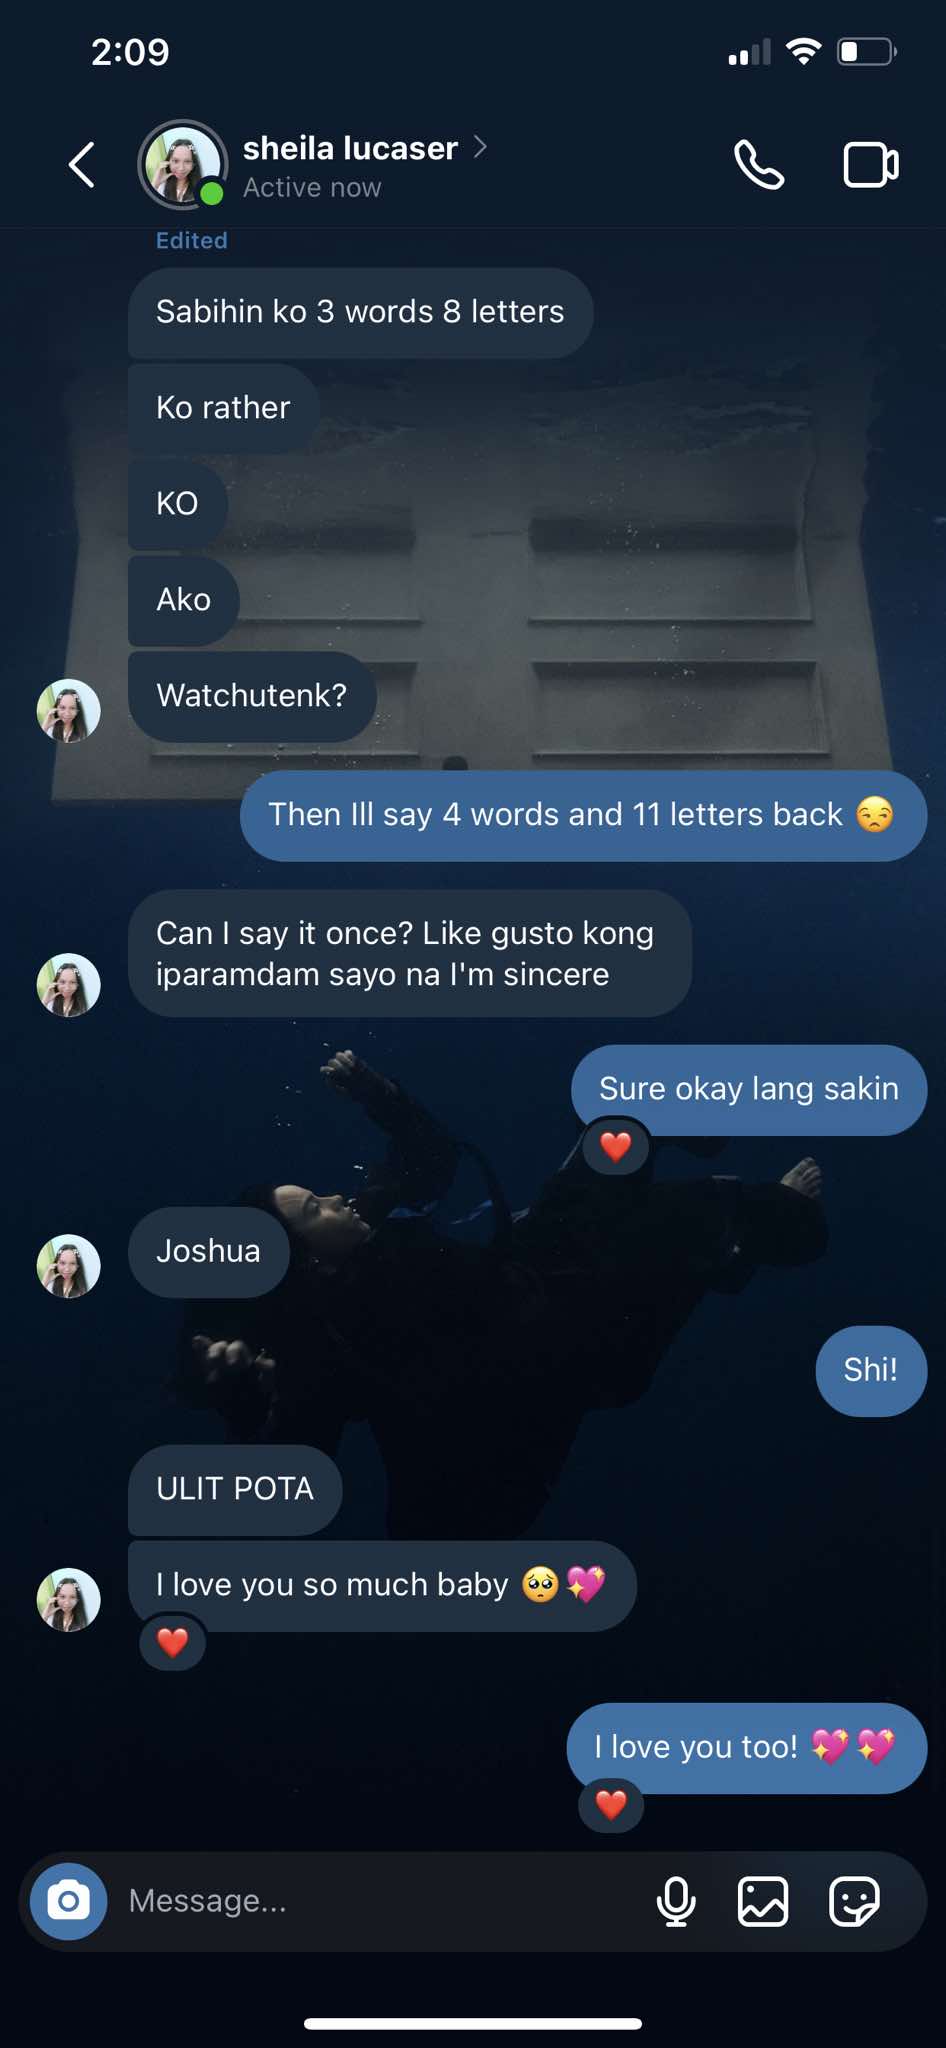 2:09
sheila lucaser
Active now
Edited
Sabihin ko 3 words 8 letters
Ko rather
KO
Ako
Watchutenk?
Then Ill say 4 words and 11 letters back 😒
Can I say it once? Like gusto kong
iparamdam sayo na I'm sincere
Sure okay lang sakin
❤️
Joshua
Shi!
ULIT POTA
I love you so much baby 🥺💖
❤️
I love you too! 💖💖
❤️
Message...